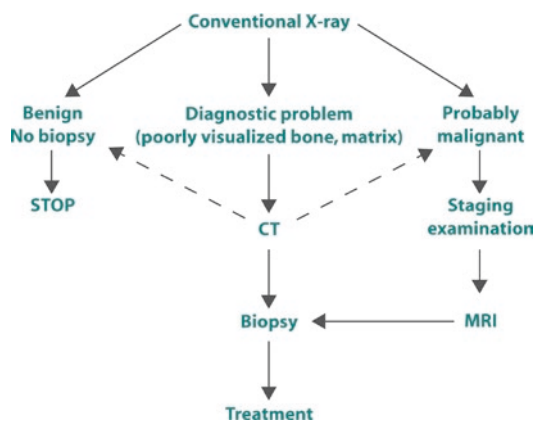 Conventional X-ray
Benign
No biopsy
Diagnostic problem
(poorly visualized bone, matrix)
Probably
malignant
STOP
CT
Staging
examination
Biopsy
MRI
Treatment